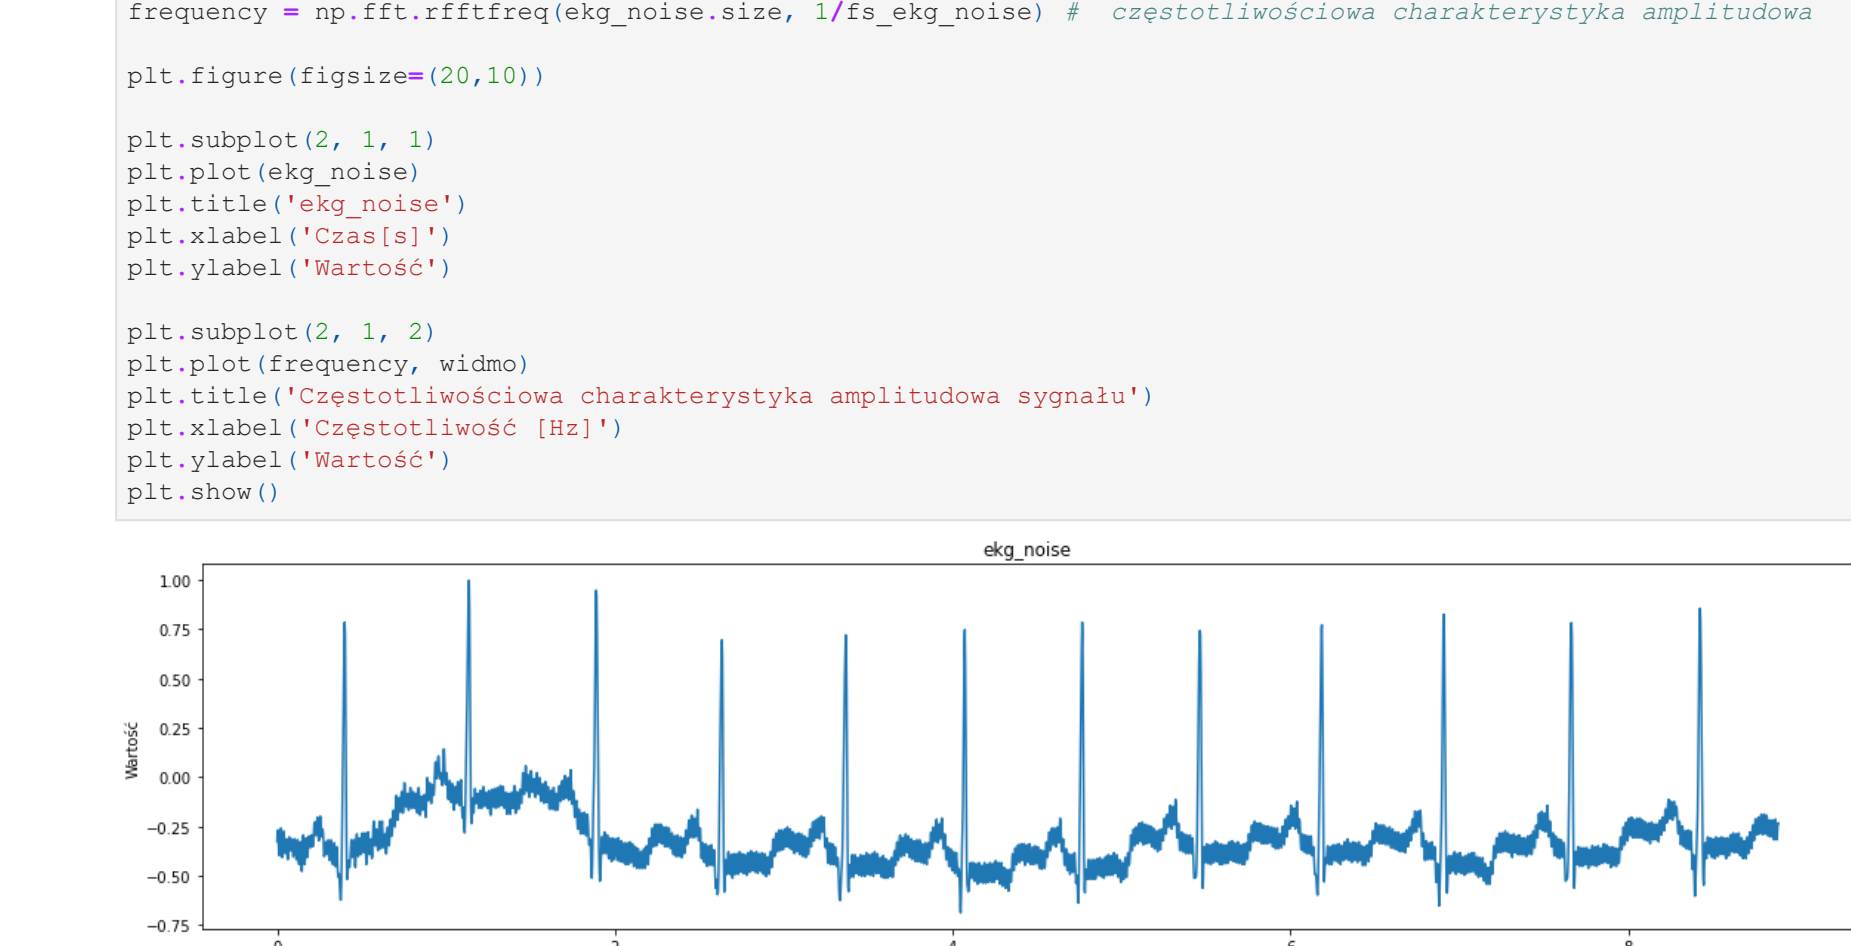 frequency = np.fft.rfftfreq(ekg_noise.size, 1/fs_ekg_noise) #  częstotliwościowa charakterystyka amplitudowa
plt.figure(figsize=(20,10))
plt.subplot(2, 1, 1)
plt.plot(ekg_noise)
plt.title('ekg_noise')
plt.xlabel('Czas[s]')
plt.ylabel('Wartość')
plt.subplot(2, 1, 2)
plt.plot(frequency, widmo)
plt.title('Częstotliwościowa charakterystyka amplitudowa sygnału')
plt.xlabel('Częstotliwość [Hz]')
plt.ylabel('Wartość')
plt.show()
ekg_noise
1.00
0.75
0.50
0.25
0.00
−0.25
−0.50
−0.75
Wartość
0 2 4 6 8